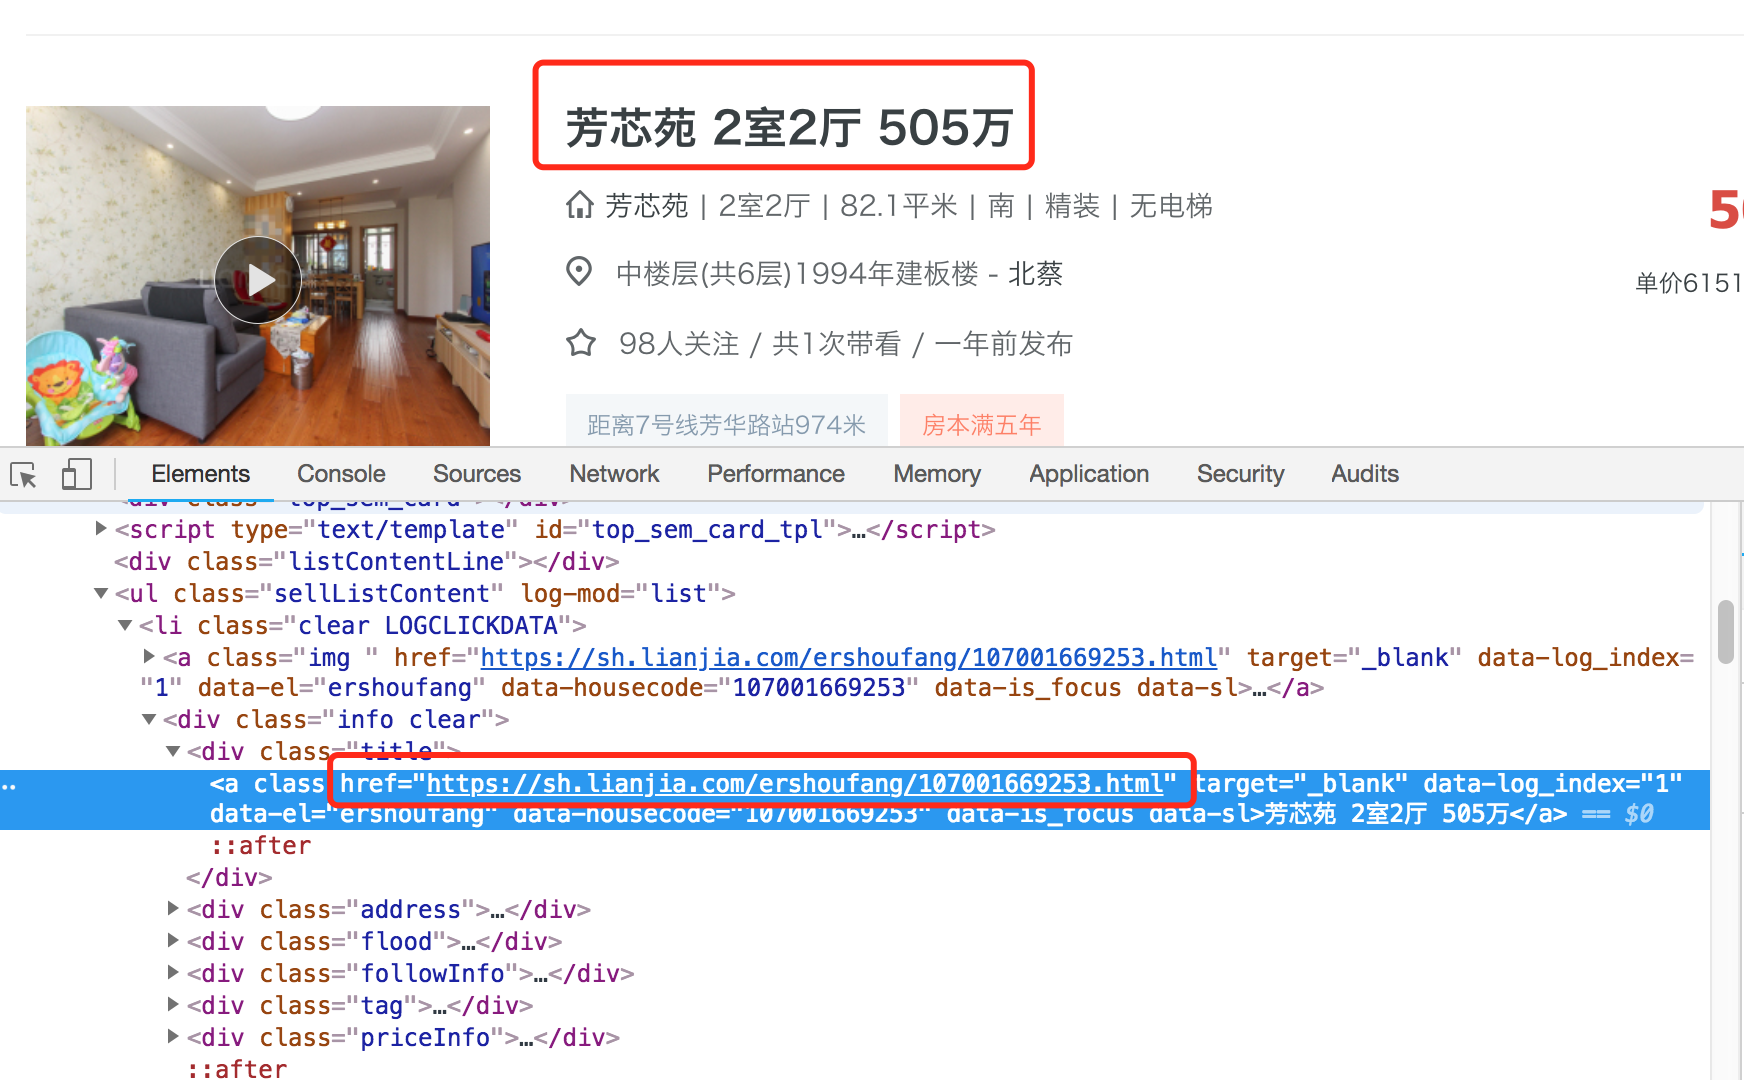 芳芯苑 2室2厅 505万
芳芯苑 | 2室2厅 | 82.1平米 | 南 | 精装 | 无电梯
中楼层(共6层)1994年建板楼 - 北蔡
单价6151
98人关注 / 共1次带看 / 一年前发布
距离7号线芳华路站974米
房本满五年
Elements Console Sources Network Performance Memory Application Security Audits
<div class="top_sem_card"></div>
<script type="text/template" id="top_sem_card_tpl">…</script>
<div class="listContentLine"></div>
<ul class="sellListContent" log-mod="list">
<li class="clear LOGCLICKDATA">
<a class="img " href="https://sh.lianjia.com/ershoufang/107001669253.html" target="_blank" data-log_index=
"1" data-el="ershoufang" data-housecode="107001669253" data-is_focus data-sl>…</a>
<div class="info clear">
<div class="title">
<a class href="https://sh.lianjia.com/ershoufang/107001669253.html" target="_blank" data-log_index="1"
data-el="ershoufang" data-housecode="107001669253" data-is_focus data-sl>芳芯苑 2室2厅 505万</a> == $0
::after
</div>
<div class="address">…</div>
<div class="flood">…</div>
<div class="followInfo">…</div>
<div class="tag">…</div>
<div class="priceInfo">…</div>
::after